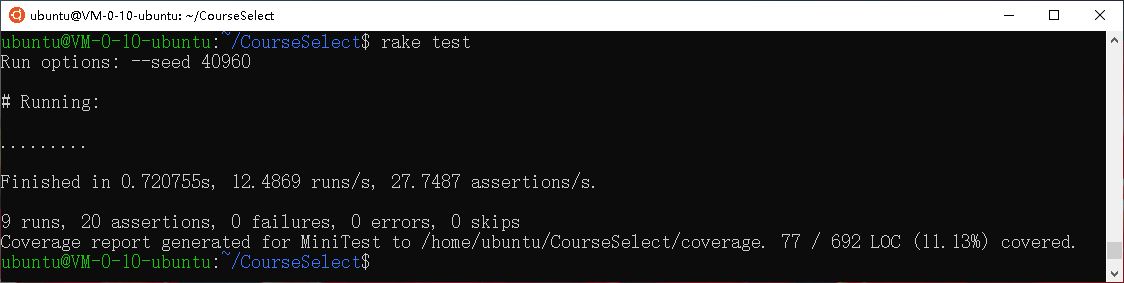 ubuntu@VM-0-10-ubuntu: ~/CourseSelect
ubuntu@VM-0-10-ubuntu:~/CourseSelect$ rake test
Run options: --seed 40960
# Running:
.........
Finished in 0.720755s, 12.4869 runs/s, 27.7487 assertions/s.
9 runs, 20 assertions, 0 failures, 0 errors, 0 skips
Coverage report generated for MiniTest to /home/ubuntu/CourseSelect/coverage. 77 / 692 LOC (11.13%) covered.
ubuntu@VM-0-10-ubuntu:~/CourseSelect$